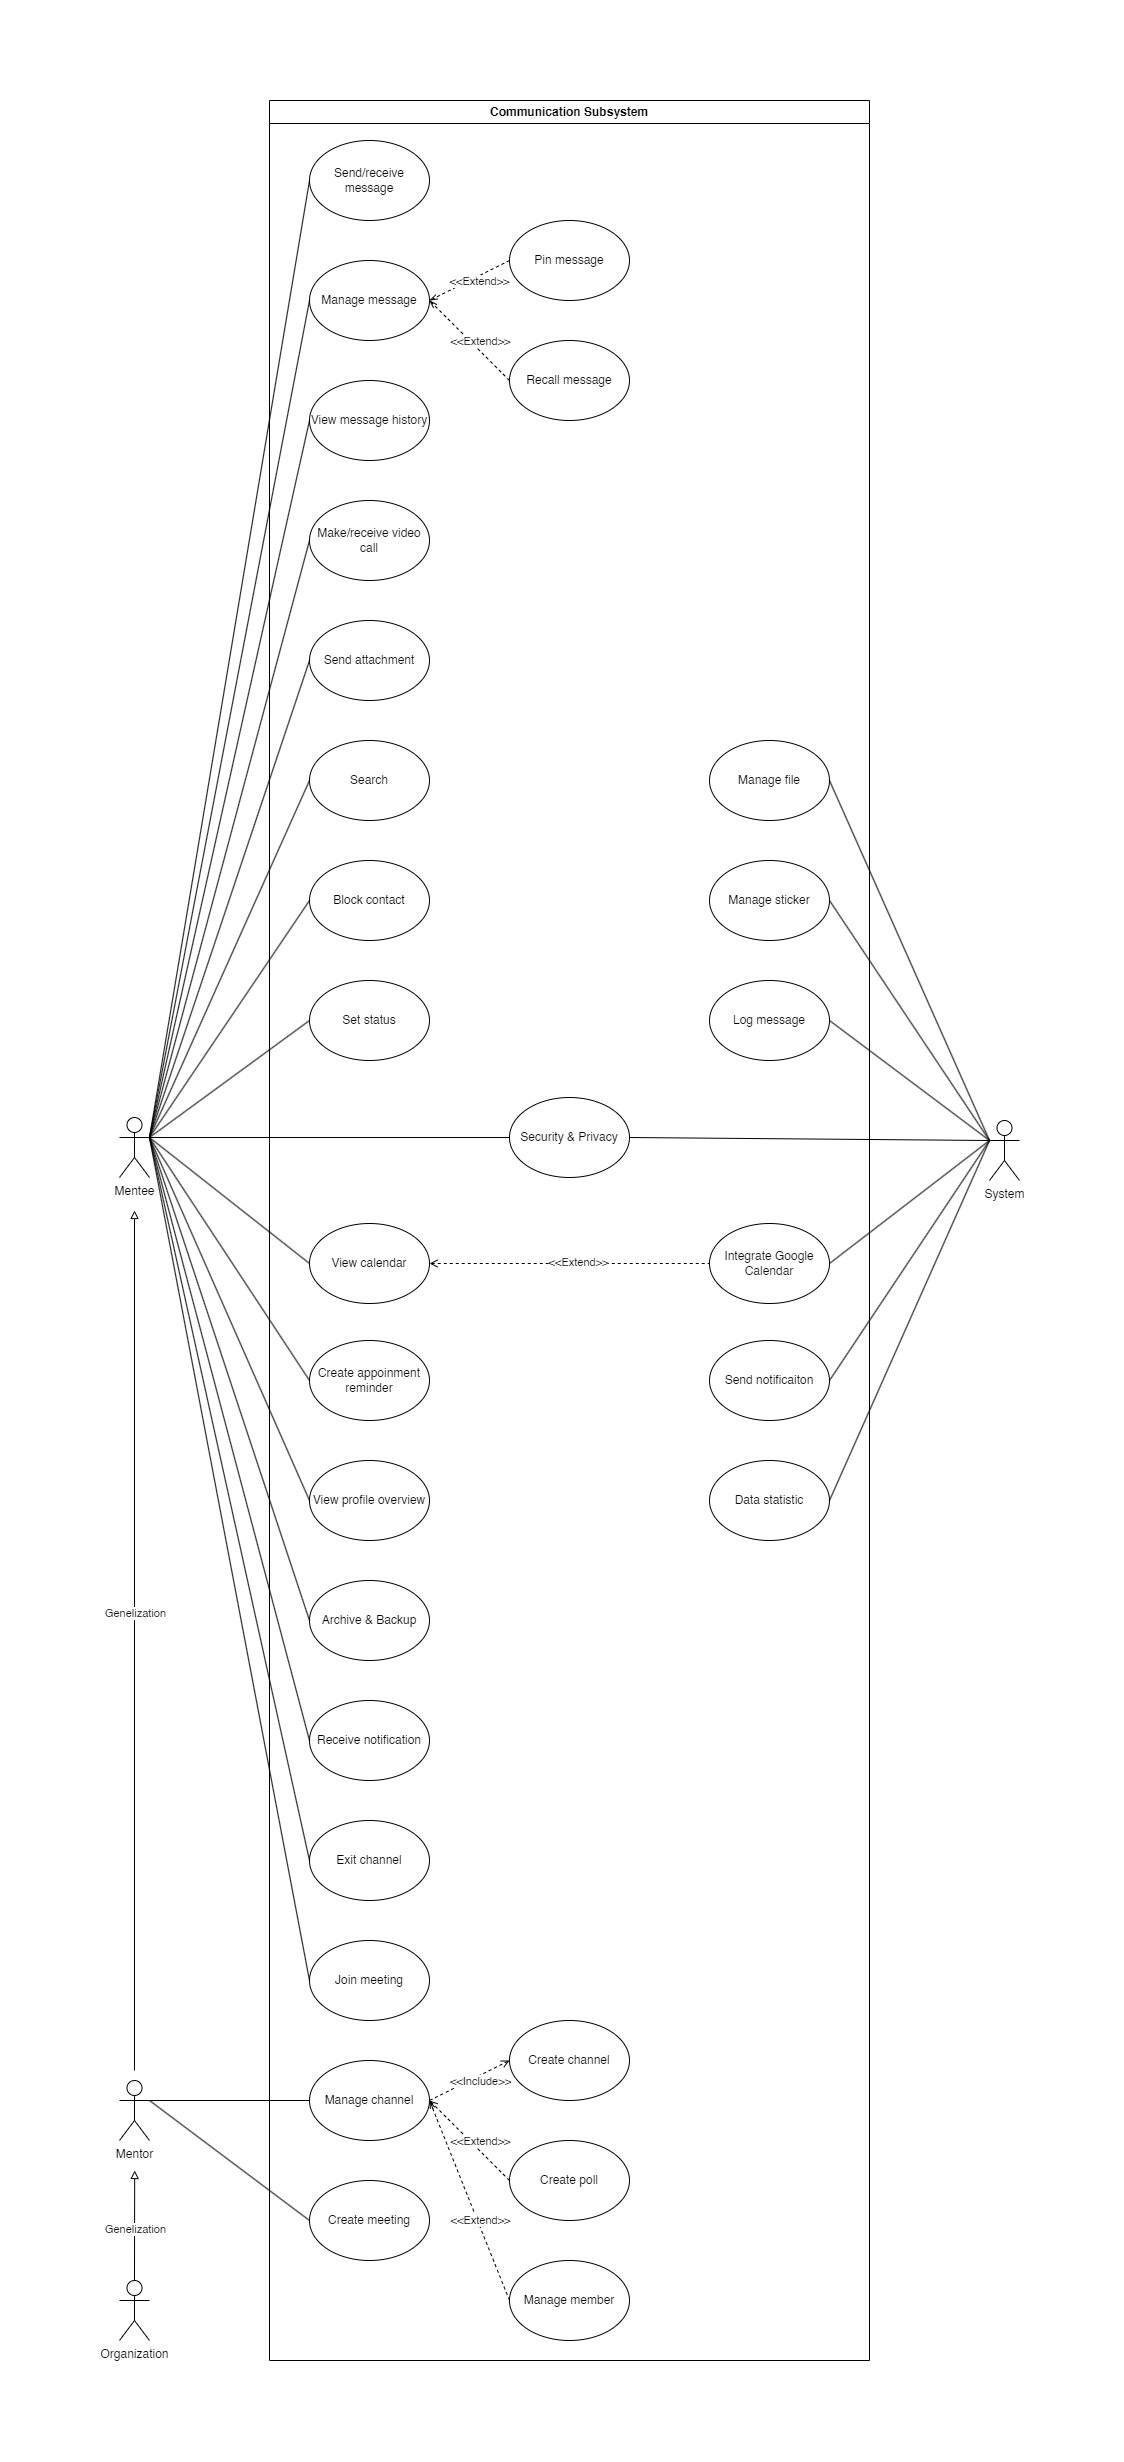 Communication Subsystem
Send/receive
message
Pin message
<<Extend>>
Manage message
<<Extend>>
Recall message
View message history
Make/receive video
call
Send attachment
Search
Manage file
Block contact
Manage sticker
Set status
Log message
Security & Privacy
Mentee
System
View calendar
<<Extend>>
Integrate Google
Calendar
Create appoinment
reminder
Send notificaiton
View profile overview
Data statistic
Genelization
Archive & Backup
Receive notification
Exit channel
Join meeting
Create channel
<<Include>>
Manage channel
<<Extend>>
Mentor
Create poll
Create meeting
<<Extend>>
Genelization
Manage member
Organization